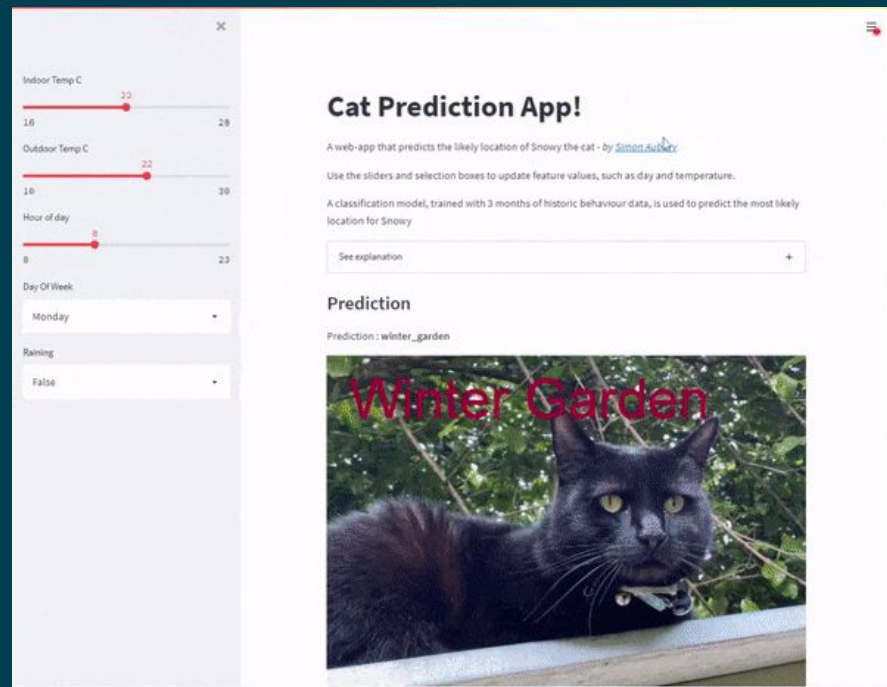 Indoor Temp C
22
16 28
Outdoor Temp C
22
10 30
Hour of day
8
0 23
Day Of Week
Monday
Raining
False
Cat Prediction App!
A web-app that predicts the likely location of Snowy the cat - by Simon Aubury
Use the sliders and selection boxes to update feature values, such as day and temperature.
A classification model, trained with 3 months of historic behaviour data, is used to predict the most likely
location for Snowy
See explanation +
Prediction
Prediction : winter_garden
Winter Garden